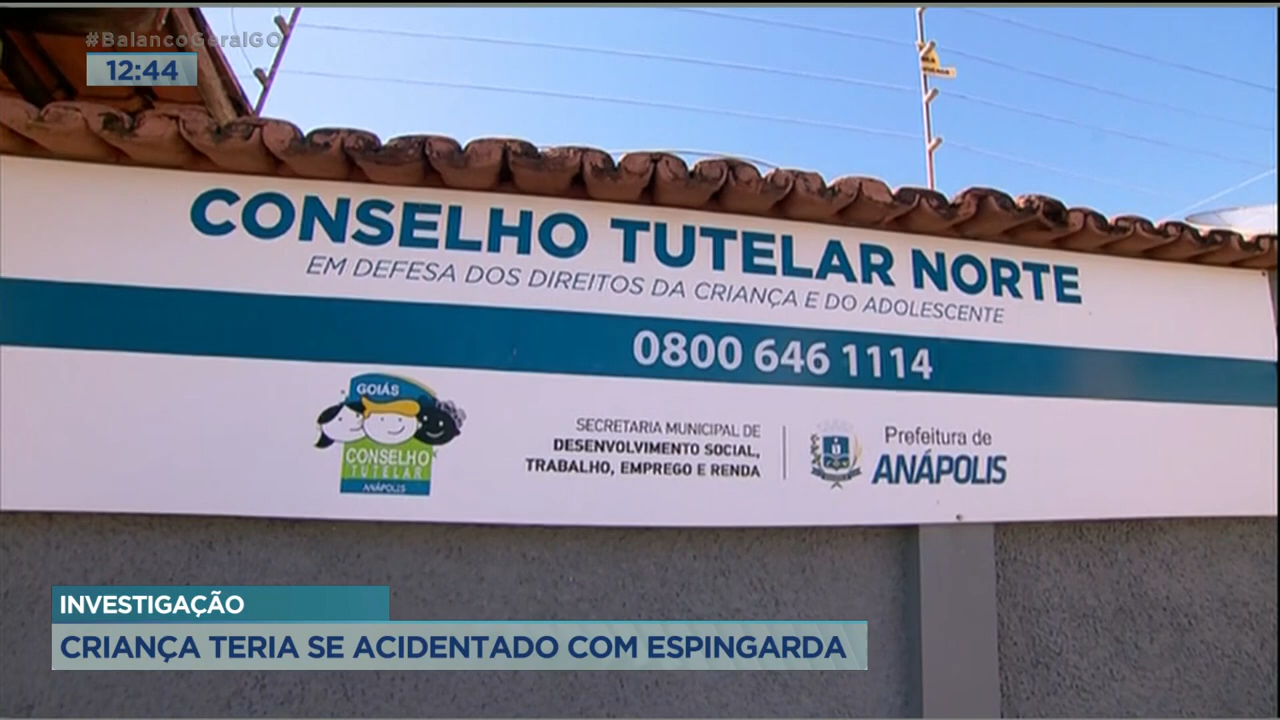 #BalancoGeralGO
12:44
CONSELHO TUTELAR NORTE
EM DEFESA DOS DIREITOS DA CRIANÇA E DO ADOLESCENTE
0800 646 1114
GOIÁS
CONSELHO
TUTELAR
ANÁPOLIS
SECRETARIA MUNICIPAL DE
DESENVOLVIMENTO SOCIAL,
TRABALHO, EMPREGO E RENDA
Prefeitura de
ANÁPOLIS
INVESTIGAÇÃO
CRIANÇA TERIA SE ACIDENTADO COM ESPINGARDA